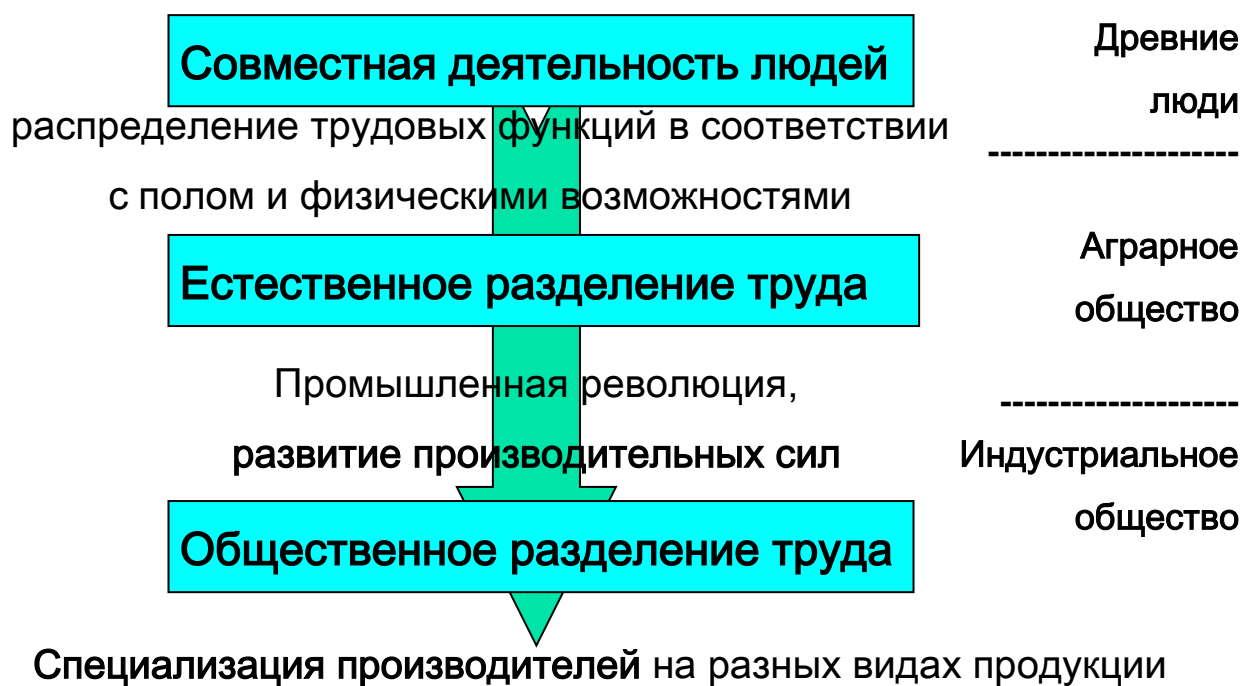 Совместная деятельность людей
Древние
люди
распределение трудовых функций в соответствии
---------------------
с полом и физическими возможностями
Естественное разделение труда
Аграрное
общество
Промышленная революция,
--------------------
развитие производительных сил
Индустриальное
общество
Общественное разделение труда
Специализация производителей на разных видах продукции